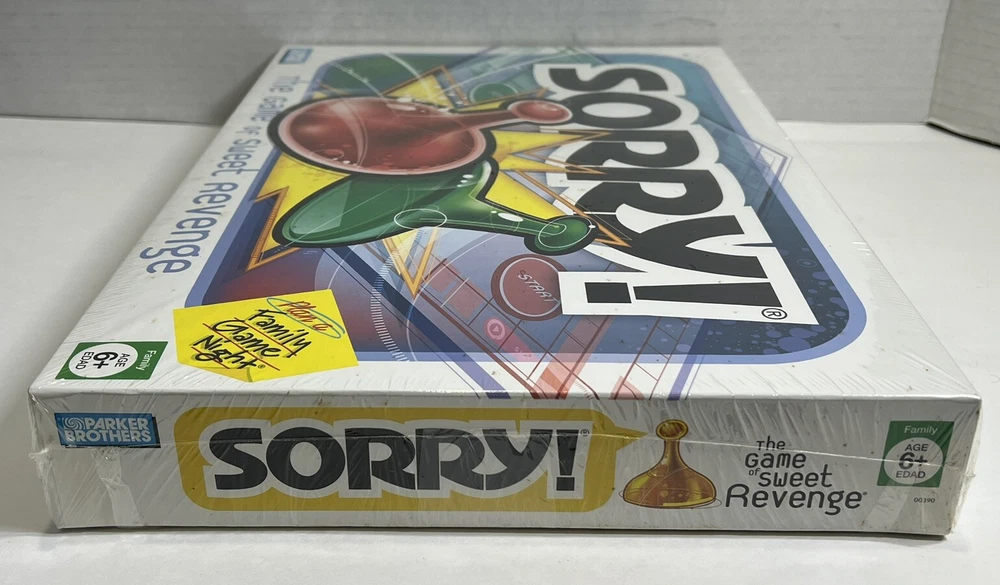 SORRY!®
The Game of Sweet Revenge
START
Plan a
Family
Game
Night®
Family
AGE
6+
EDAD
PARKER
BROTHERS
SORRY!®
The
Game
of Sweet
Revenge®
Family
AGE
6+
EDAD
00390